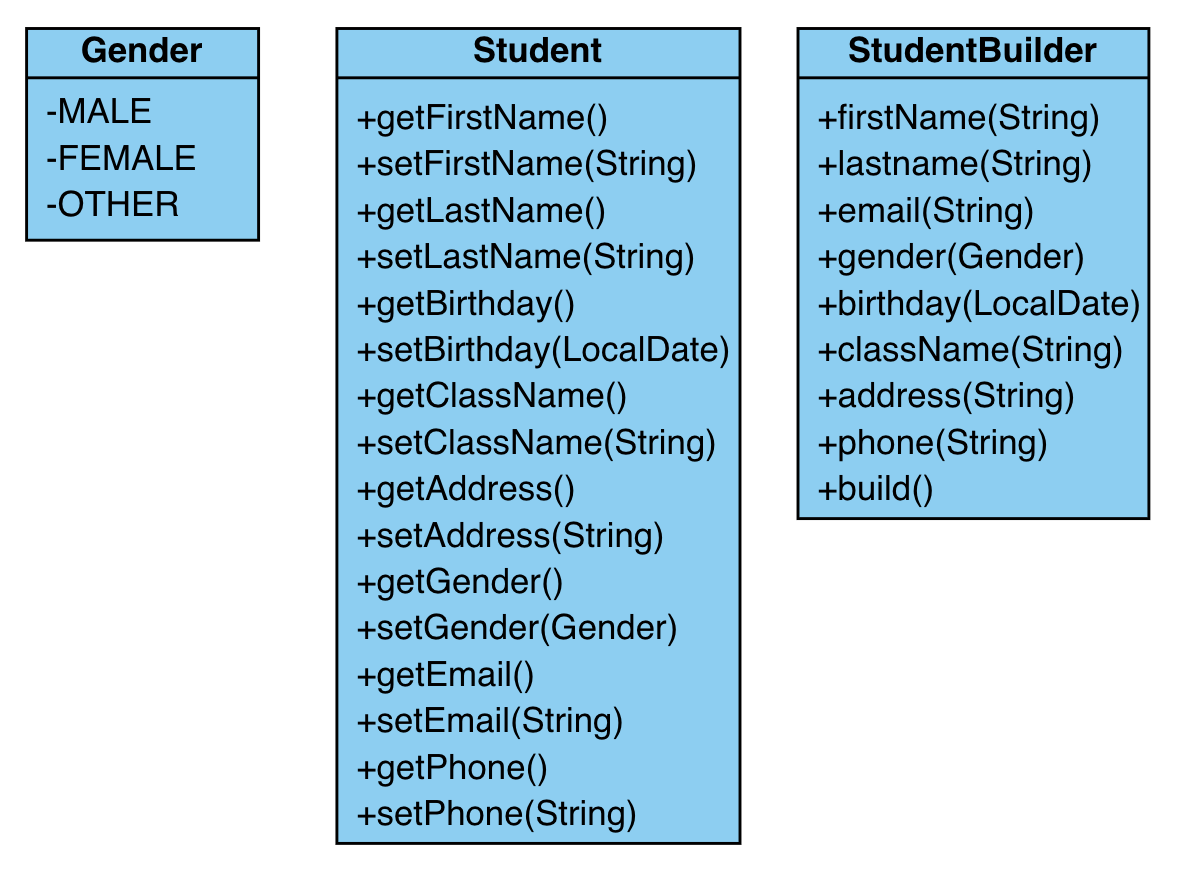 Gender
-MALE
-FEMALE
-OTHER
Student
+getFirstName()
+setFirstName(String)
+getLastName()
+setLastName(String)
+getBirthday()
+setBirthday(LocalDate)
+getClassName()
+setClassName(String)
+getAddress()
+setAddress(String)
+getGender()
+setGender(Gender)
+getEmail()
+setEmail(String)
+getPhone()
+setPhone(String)
StudentBuilder
+firstName(String)
+lastname(String)
+email(String)
+gender(Gender)
+birthday(LocalDate)
+className(String)
+address(String)
+phone(String)
+build()